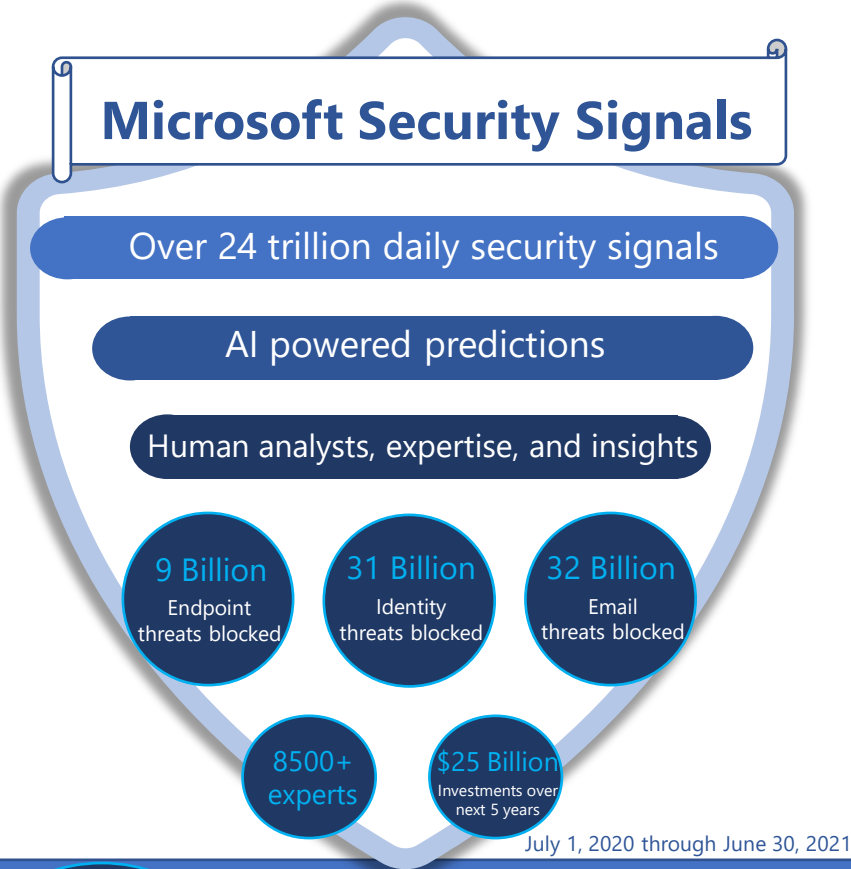 Microsoft Security Signals
Over 24 trillion daily security signals
AI powered predictions
Human analysts, expertise, and insights
9 Billion
Endpoint
threats blocked
31 Billion
Identity
threats blocked
32 Billion
Email
threats blocked
8500+
experts
$25 Billion
Investments over
next 5 years
July 1, 2020 through June 30, 2021